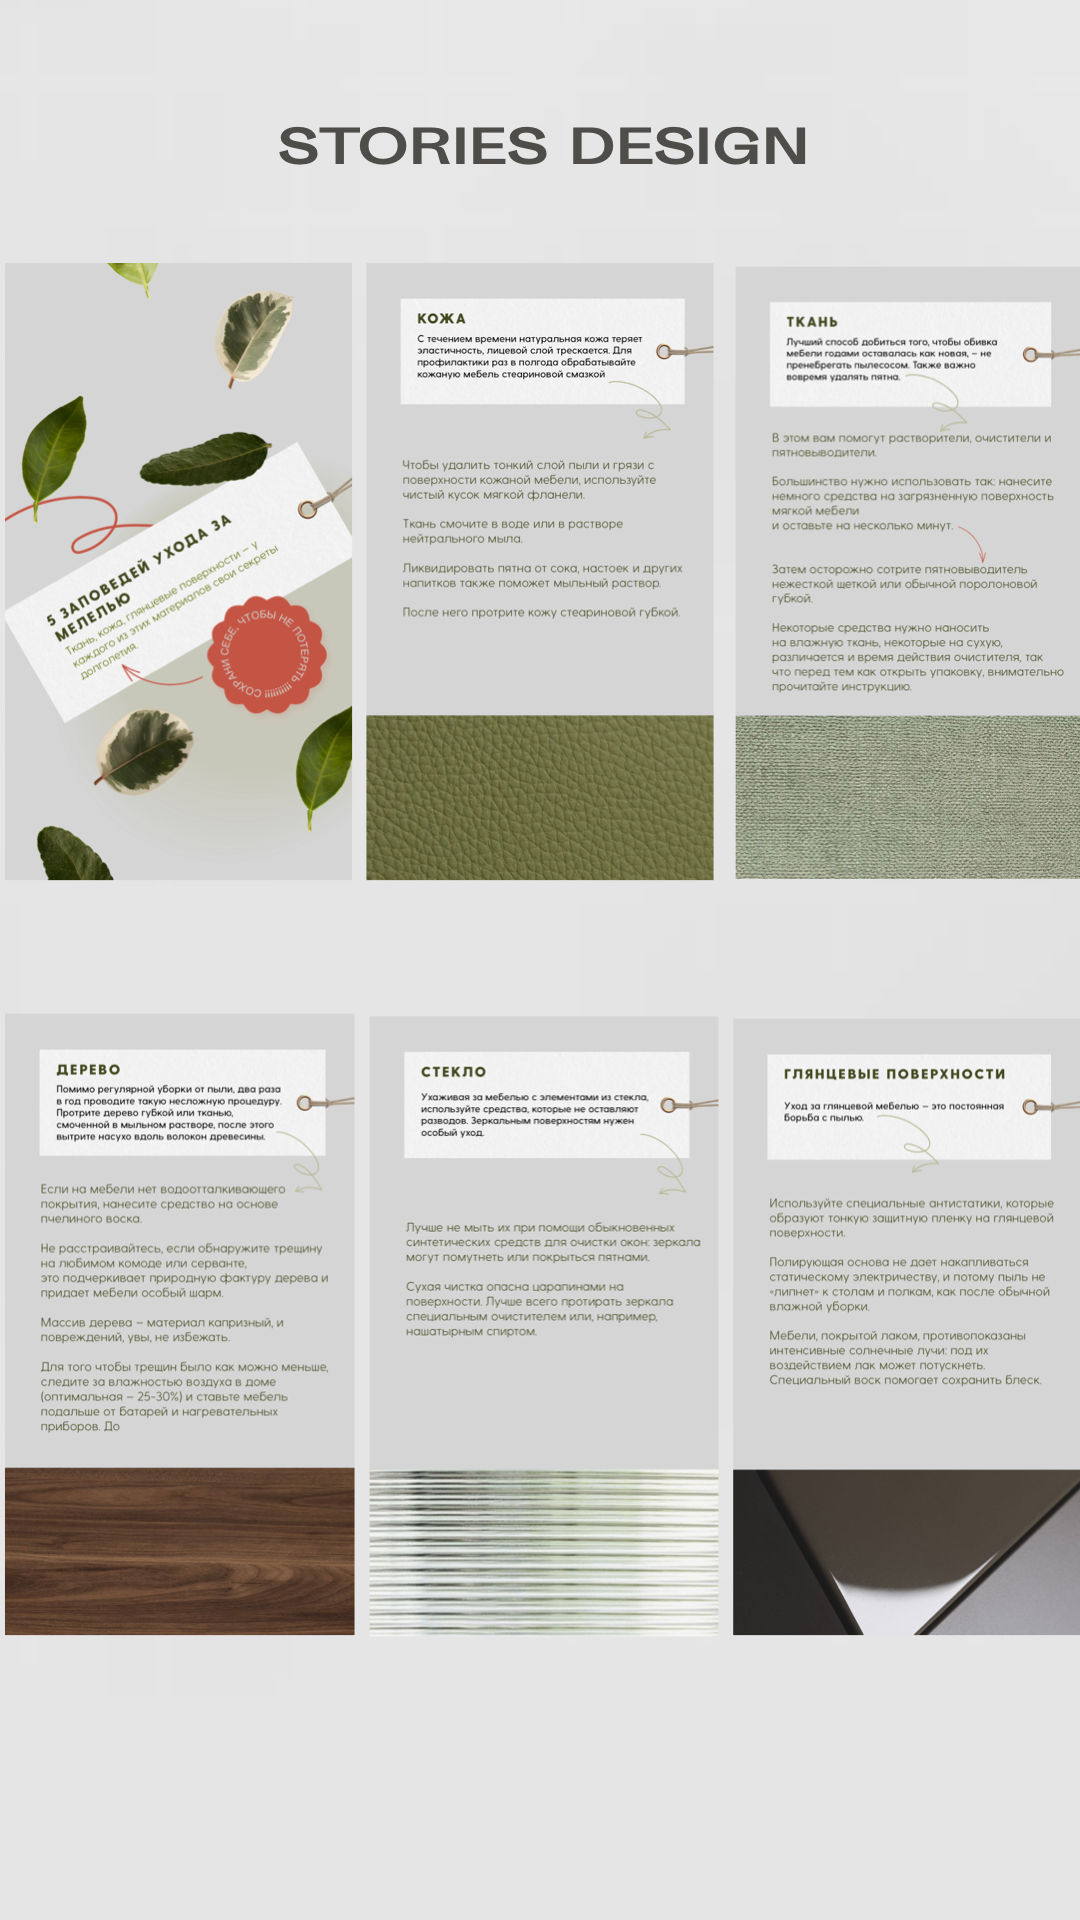 STORIES DESIGN
5 ЗАПОВЕДЕЙ УХОДА ЗА
МЕЛЕЛЬЮ
Ткань, кожа, глянцевые поверхности – у
каждого из этих материалов свои секреты
долголетия.
СОХРАНИ СЕБЕ, ЧТОБЫ НЕ ПОТЕРЯТЬ !!!!!!!
КОЖА
С течением времени натуральная кожа теряет
эластичность, лицевой слой трескается. Для
профилактики раз в полгода обрабатывайте
кожаную мебель стеариновой смазкой
Чтобы удалить тонкий слой пыли и грязи с
поверхности кожаной мебели, используйте
чистый кусок мягкой фланели.
Ткань смочите в воде или в растворе
нейтрального мыла.
Ликвидировать пятна от сока, настоек и других
напитков также поможет мыльный раствор.
После него протрите кожу стеариновой губкой.
ТКАНЬ
Лучший способ добиться того, чтобы обивка
мебели годами оставалась как новая, – не
пренебрегать пылесосом. Также важно
вовремя удалять пятна.
В этом вам помогут растворители, очистители и
пятновыводители.
Большинство нужно использовать так: нанесите
немного средства на загрязненную поверхность
мягкой мебели
и оставьте на несколько минут.
Затем осторожно сотрите пятновыводитель
нежесткой щеткой или обычной поролоновой
губкой.
Некоторые средства нужно наносить
на влажную ткань, некоторые на сухую,
различается и время действия очистителя, так
что перед тем как открыть упаковку, внимательно
прочитайте инструкцию.
ДЕРЕВО
Помимо регулярной уборки от пыли, два раза
в год проводите такую несложную процедуру.
Протрите дерево губкой или тканью,
смоченной в мыльном растворе, после этого
вытрите насухо вдоль волокон древесины.
Если на мебели нет водоотталкивающего
покрытия, нанесите средство на основе
пчелиного воска.
Не расстраивайтесь, если обнаружите трещину
на любимом комоде или серванте,
это подчеркивает природную фактуру дерева и
придает мебели особый шарм.
Массив дерева – материал капризный, и
повреждений, увы, не избежать.
Для того чтобы трещин было как можно меньше,
следите за влажностью воздуха в доме
(оптимальная – 25-30%) и ставьте мебель
подальше от батарей и нагревательных
приборов. До
СТЕКЛО
Ухаживая за мебелью с элементами из стекла,
используйте средства, которые не оставляют
разводов. Зеркальным поверхностям нужен
особый уход.
Лучше не мыть их при помощи обыкновенных
синтетических средств для очистки окон: зеркала
могут помутнеть или покрыться пятнами.
Сухая чистка опасна царапинами на
поверхности. Лучше всего протирать зеркала
специальным очистителем или, например,
нашатырным спиртом.
ГЛЯНЦЕВЫЕ ПОВЕРХНОСТИ
Уход за глянцевой мебелью – это постоянная
борьба с пылью.
Используйте специальные антистатики, которые
образуют тонкую защитную пленку на глянцевой
поверхности.
Полирующая основа не дает накапливаться
статическому электричеству, и потому пыль не
«липнет» к столам и полкам, как после обычной
влажной уборки.
Мебели, покрытой лаком, противопоказаны
интенсивные солнечные лучи: под их
воздействием лак может потускнеть.
Специальный воск помогает сохранить блеск.